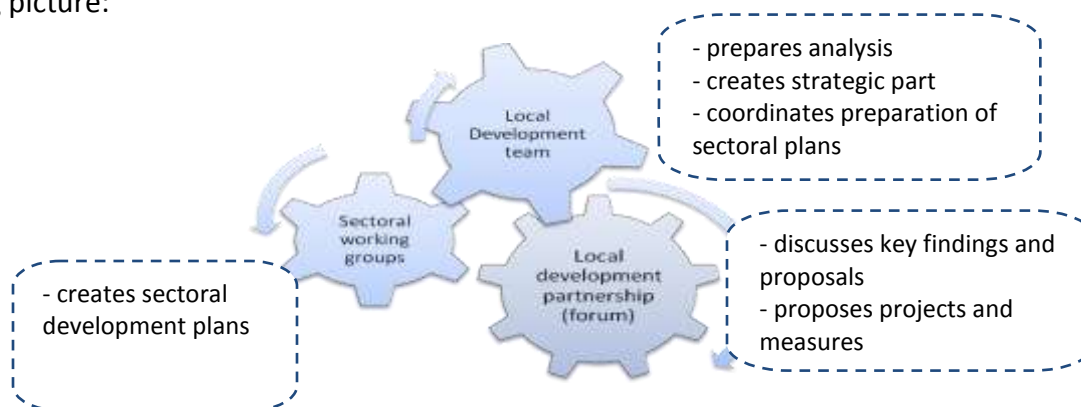 picture:
- prepares analysis
- creates strategic part
- coordinates preparation of
sectoral plans
Local
Development
team
Sectoral
working
groups
Local
development
partnership
(forum)
- discusses key findings and
proposals
- proposes projects and
measures
- creates sectoral
development plans